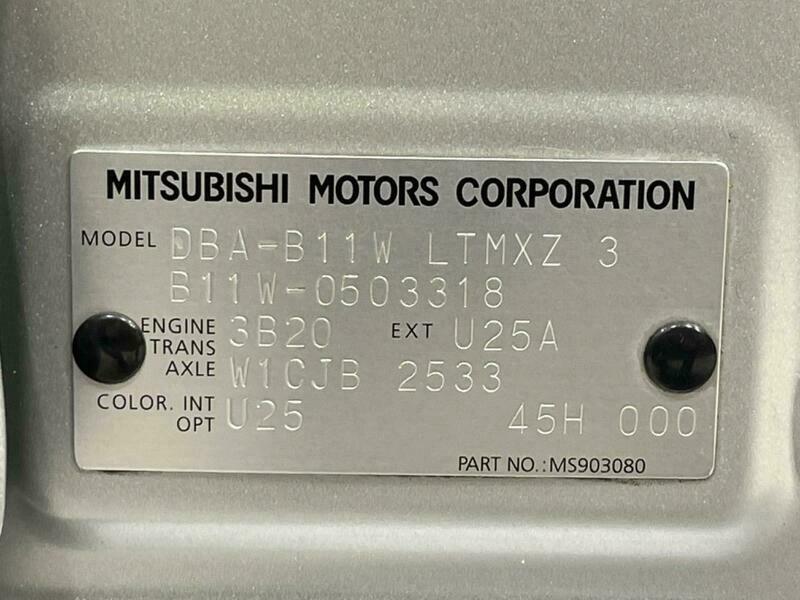 MITSUBISHI MOTORS CORPORATION
MODEL DBA-B11W LTMXZ 3
B11W-0503318
ENGINE 3B20 EXT U25A
TRANS
AXLE W1CJB 2533
COLOR. INT U25 45H 000
OPT
PART NO.:MS903080